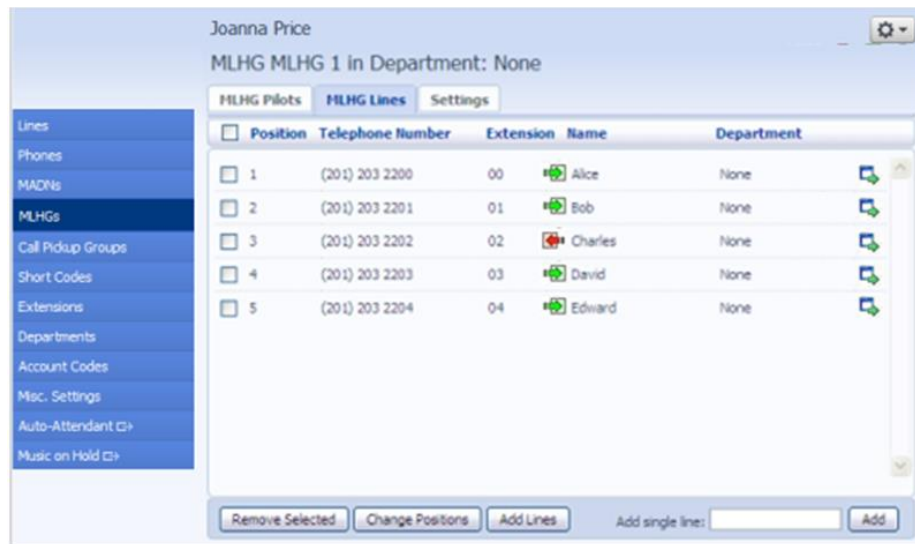 Joanna Price
MLHG MLHG 1 in Department: None
MLHG Pilots MLHG Lines Settings
Lines
Phones
MADNs
MLHGs
Call Pickup Groups
Short Codes
Extensions
Departments
Account Codes
Misc. Settings
Auto-Attendant
Music on Hold
Position Telephone Number Extension Name Department
1 (201) 203 2200 00 Alice None
2 (201) 203 2201 01 Bob None
3 (201) 203 2202 02 Charles None
4 (201) 203 2203 03 David None
5 (201) 203 2204 04 Edward None
Remove Selected Change Positions Add Lines Add single line: Add